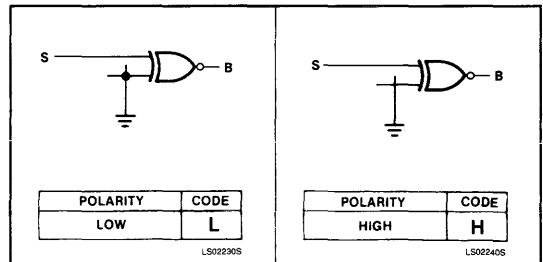 S B
POLARITY CODE
LOW L
LS02230S
S B
POLARITY CODE
HIGH H
LS02240S